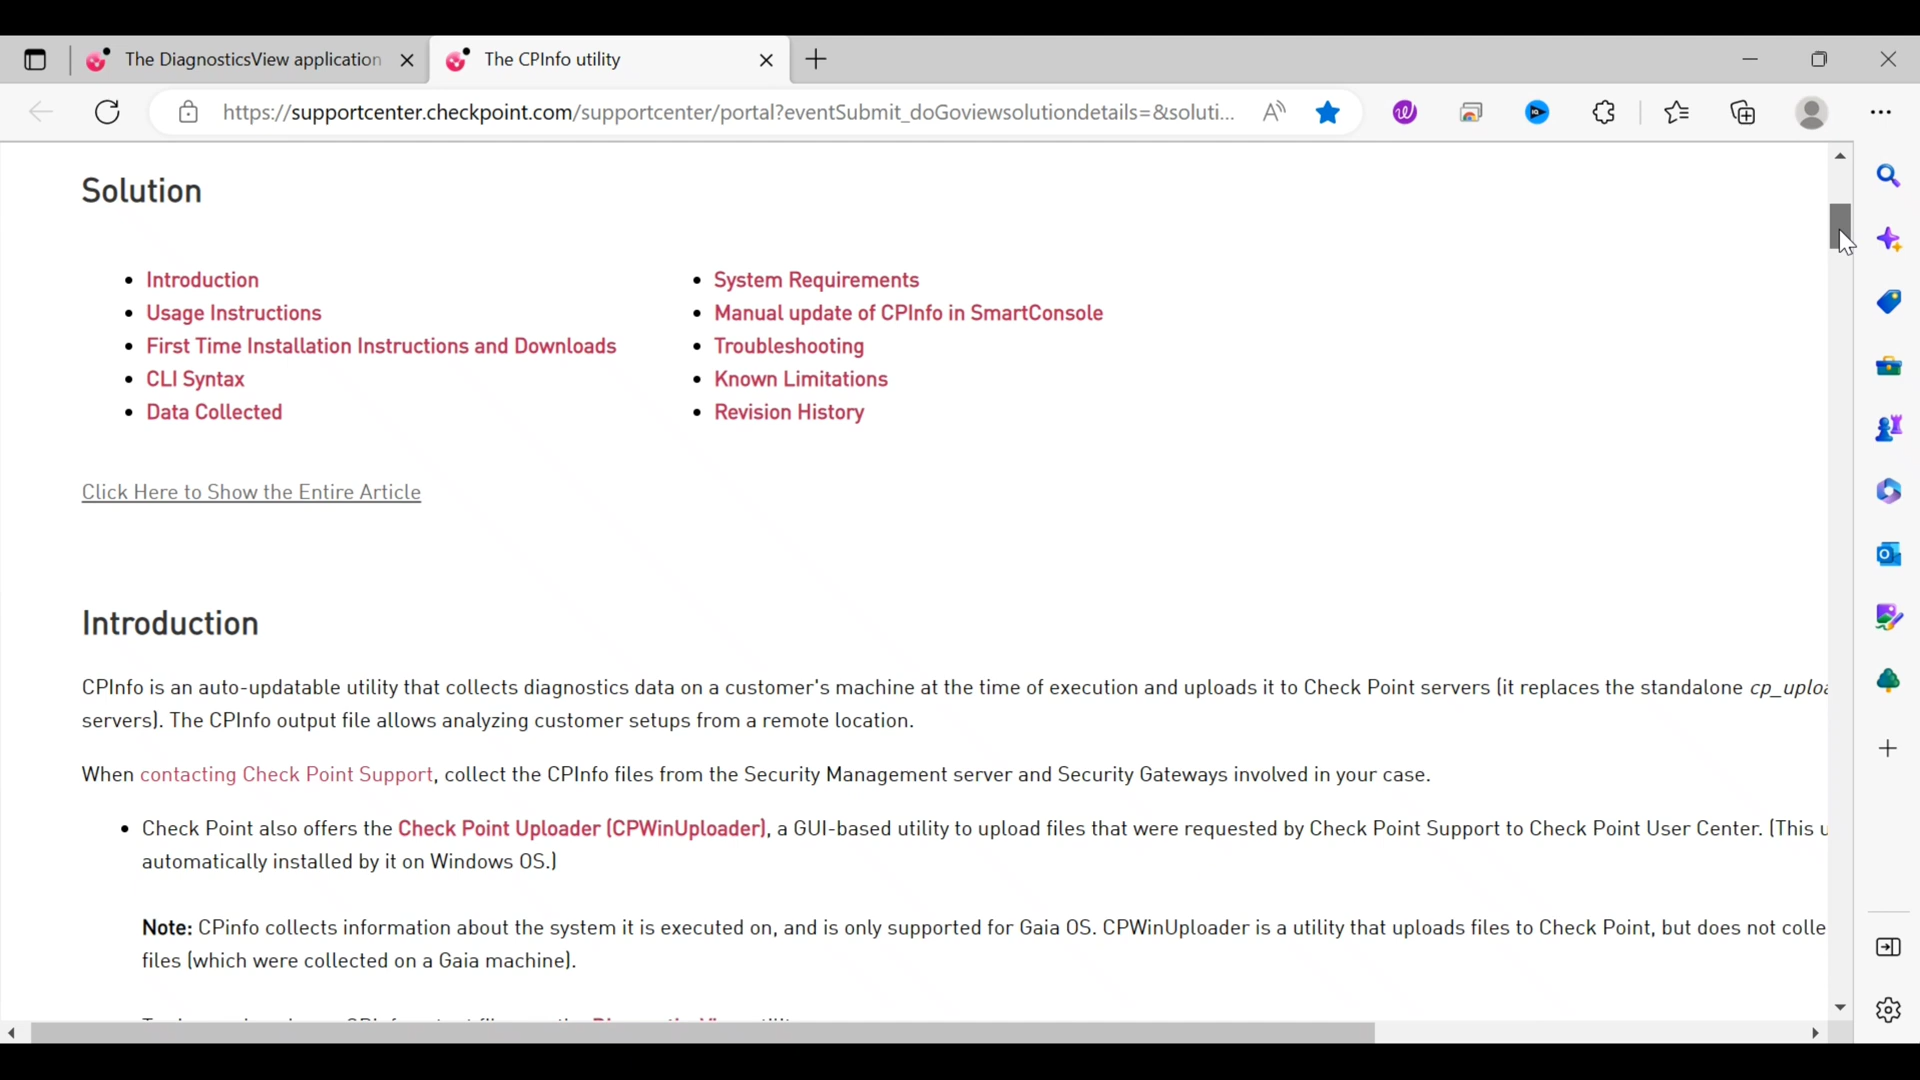 The DiagnosticsView application
The CPInfo utility
https://supportcenter.checkpoint.com/supportcenter/portal?eventSubmit_doGoviewsolutiondetails=&soluti...
Solution
• Introduction
• Usage Instructions
• First Time Installation Instructions and Downloads
• CLI Syntax
• Data Collected
• System Requirements
• Manual update of CPInfo in SmartConsole
• Troubleshooting
• Known Limitations
• Revision History
Click Here to Show the Entire Article
Introduction
CPInfo is an auto-updatable utility that collects diagnostics data on a customer's machine at the time of execution and uploads it to Check Point servers (it replaces the standalone
servers). The CPInfo output file allows analyzing customer setups from a remote location.
When contacting Check Point Support, collect the CPInfo files from the Security Management server and Security Gateways involved in your case.
• Check Point also offers the Check Point Uploader (CPWinUploader), a GUI-based utility to upload files that were requested by Check Point Support to Check Point User Center. (This
automatically installed by it on Windows OS.)
Note: CPinfo collects information about the system it is executed on, and is only supported for Gaia OS. CPWinUploader is a utility that uploads files to Check Point, but does not
files (which were collected on a Gaia machine).